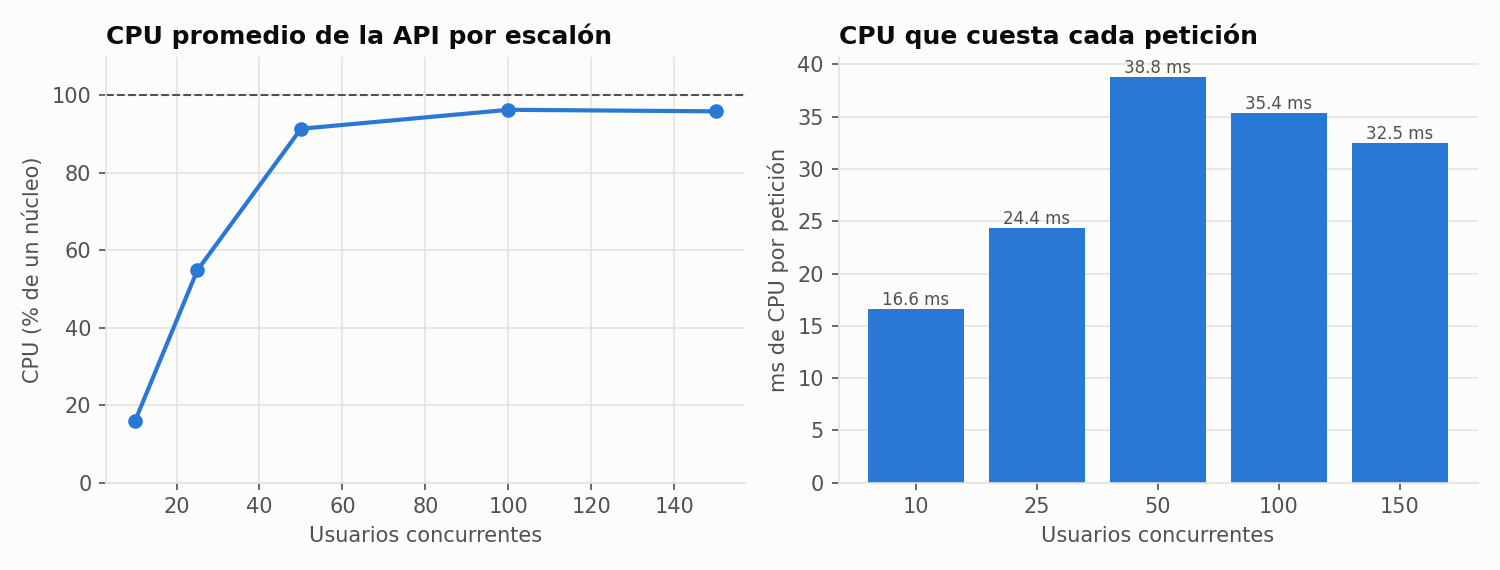 CPU promedio de la API por escalón
CPU (% de un núcleo)
100
80
60
40
20
0
20 40 60 80 100 120 140
Usuarios concurrentes
CPU que cuesta cada petición
ms de CPU por petición
40
35
30
25
20
15
10
5
0
16.6 ms
24.4 ms
38.8 ms
35.4 ms
32.5 ms
10 25 50 100 150
Usuarios concurrentes